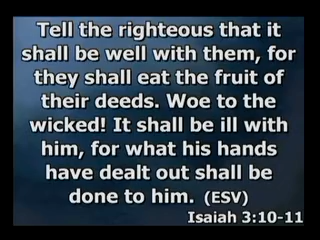 Tell the righteous that it
shall be well with them, for
they shall eat the fruit of
their deeds. Woe to the
wicked! It shall be ill with
him, for what his hands
have dealt out shall be
done to him. (ESV)
Isaiah 3:10-11